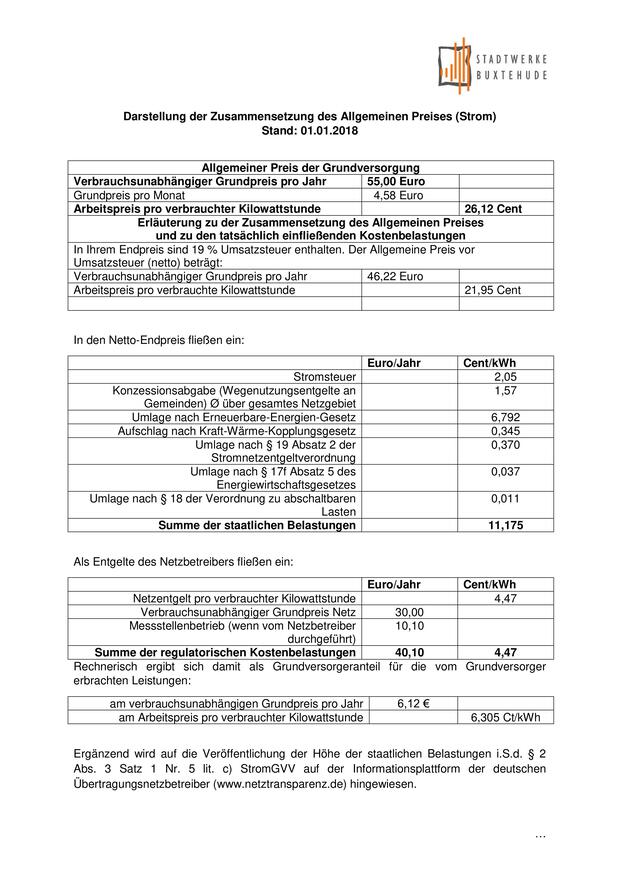 STADTWERKE
BUXTEHUDE
Darstellung der Zusammensetzung des Allgemeinen Preises (Strom)
Stand: 01.01.2018
Allgemeiner Preis der Grundversorgung
Verbrauchsunabhängiger Grundpreis pro Jahr 55,00 Euro
Grundpreis pro Monat 4,58 Euro
Arbeitspreis pro verbrauchter Kilowattstunde 26,12 Cent
Erläuterung zu der Zusammensetzung des Allgemeinen Preises
und zu den tatsächlich einfließenden Kostenbelastungen
In Ihrem Endpreis sind 19 % Umsatzsteuer enthalten. Der Allgemeine Preis vor
Umsatzsteuer (netto) beträgt:
Verbrauchsunabhängiger Grundpreis pro Jahr 46,22 Euro
Arbeitspreis pro verbrauchte Kilowattstunde 21,95 Cent
In den Netto-Endpreis fließen ein:
Euro/Jahr Cent/kWh
Stromsteuer 2,05
Konzessionsabgabe (Wegenutzungsentgelte an 1,57
Gemeinden) Ø über gesamtes Netzgebiet
Umlage nach Erneuerbare-Energien-Gesetz 6,792
Aufschlag nach Kraft-Wärme-Kopplungsgesetz 0,345
Umlage nach § 19 Absatz 2 der 0,370
Stromnetzentgeltverordnung
Umlage nach § 17f Absatz 5 des 0,037
Energiewirtschaftsgesetzes
Umlage nach § 18 der Verordnung zu abschaltbaren 0,011
Lasten
Summe der staatlichen Belastungen 11,175
Als Entgelte des Netzbetreibers fließen ein:
Euro/Jahr Cent/kWh
Netzentgelt pro verbrauchter Kilowattstunde 4,47
Verbrauchsunabhängiger Grundpreis Netz 30,00
Messstellenbetrieb (wenn vom Netzbetreiber 10,10
durchgeführt)
Summe der regulatorischen Kostenbelastungen 40,10 4,47
Rechnerisch ergibt sich damit als Grundversorgeranteil für die vom Grundversorger
erbrachten Leistungen:
am verbrauchsunabhängigen Grundpreis pro Jahr 6,12 €
am Arbeitspreis pro verbrauchter Kilowattstunde 6,305 Ct/kWh
Ergänzend wird auf die Veröffentlichung der Höhe der staatlichen Belastungen i.S.d. § 2
Abs. 3 Satz 1 Nr. 5 lit. c) StromGVV auf der Informationsplattform der deutschen
Übertragungsnetzbetreiber (www.netztransparenz.de) hingewiesen.
…